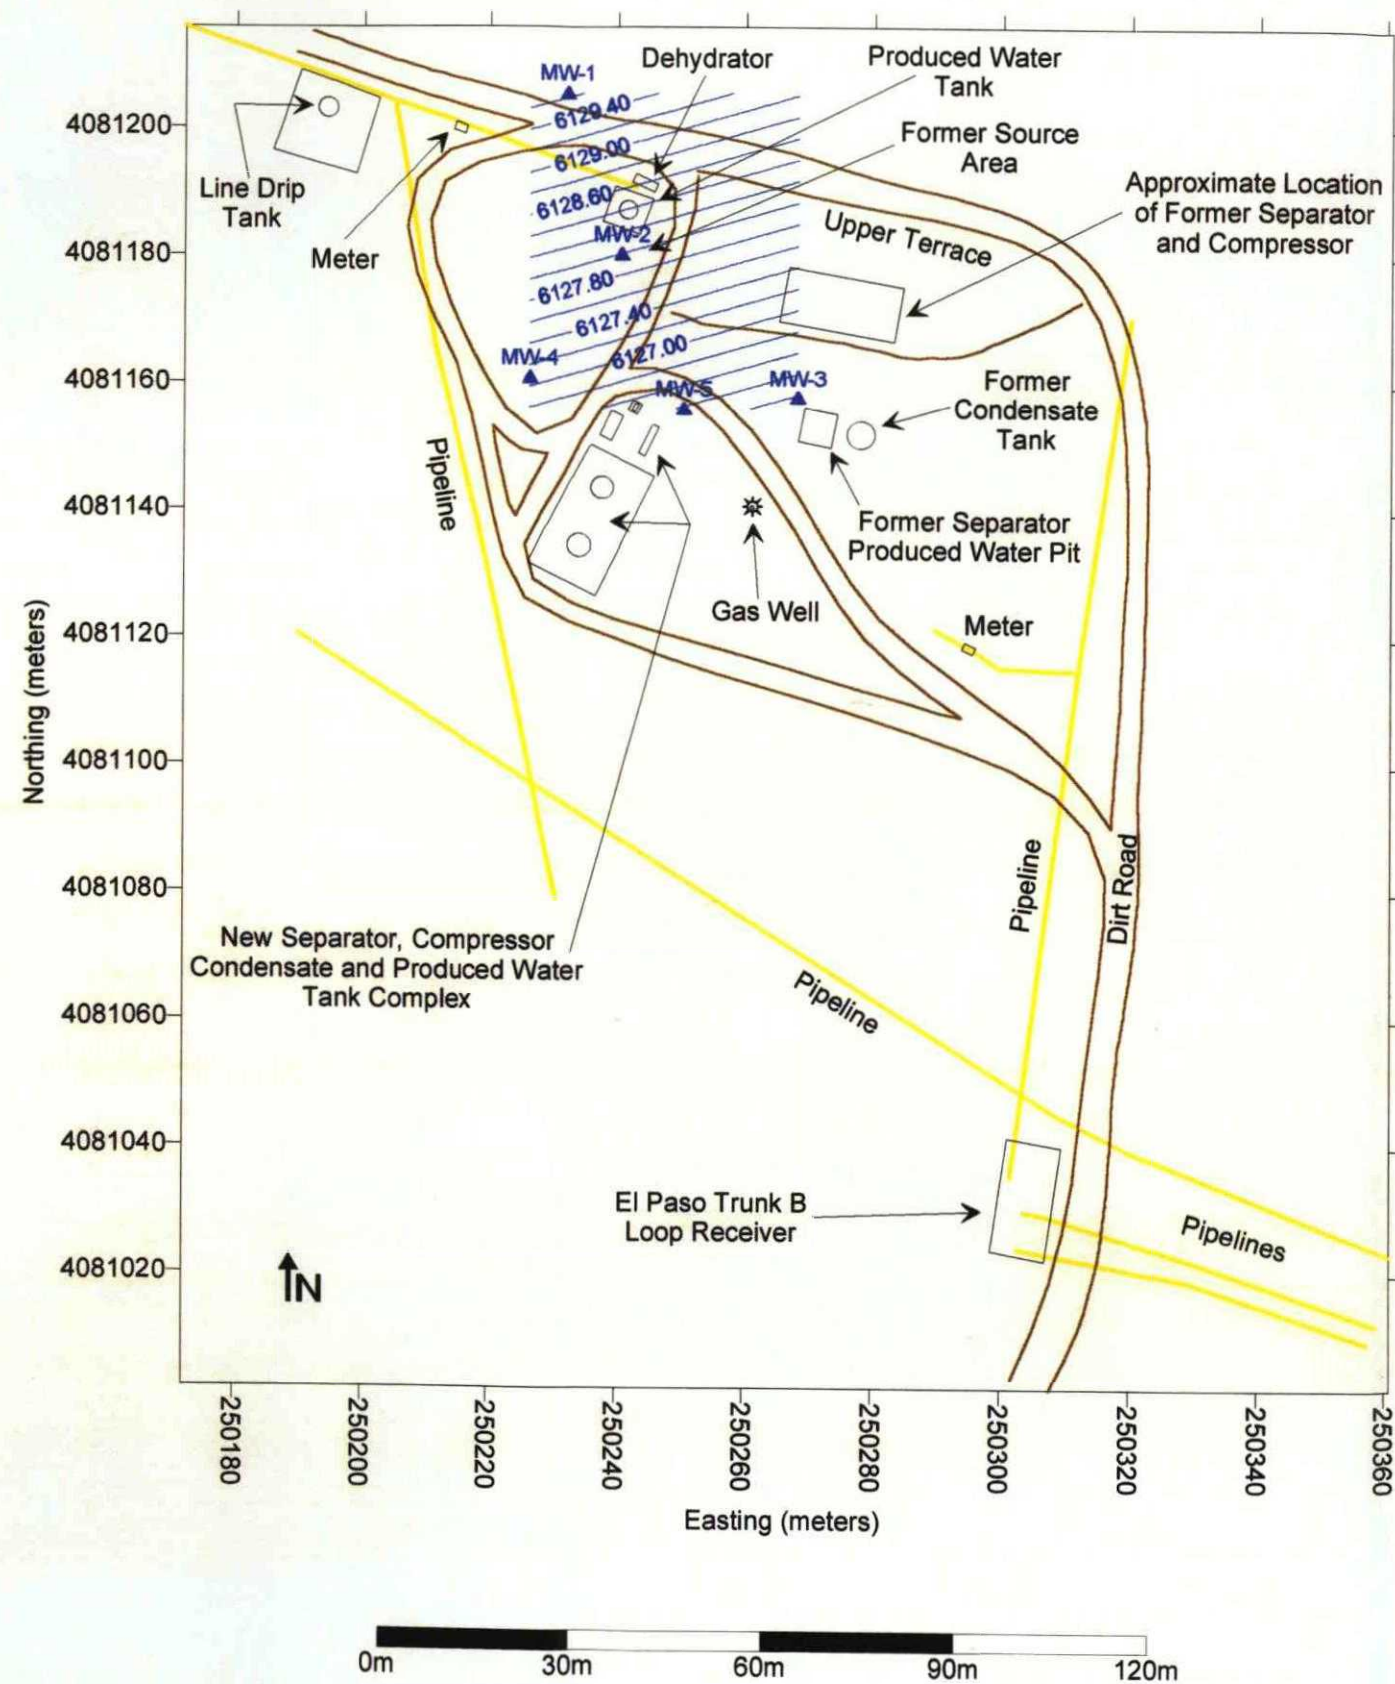 Dehydrator
Produced Water
Tank
MW-1
6129.40
4081200
Former Source
Area
6129.00
Line Drip
Tank
Approximate Location
of Former Separator
and Compressor
6128.60
Upper Terrace
MW-2
4081180
Meter
6127.80
6127.40
6127.00
MW-4
4081160
MW-5
MW-3
Former
Condensate
Tank
Pipeline
4081140
Former Separator
Produced Water Pit
Gas Well
Meter
4081120
Northing (meters)
4081100
Pipeline
Dirt Road
4081080
New Separator, Compressor
Condensate and Produced Water
Tank Complex
Pipeline
4081060
4081040
El Paso Trunk B
Loop Receiver
Pipelines
4081020
N
250180
250200
250220
250240
250260
250280
250300
250320
250340
250360
Easting (meters)
0m
30m
60m
90m
120m